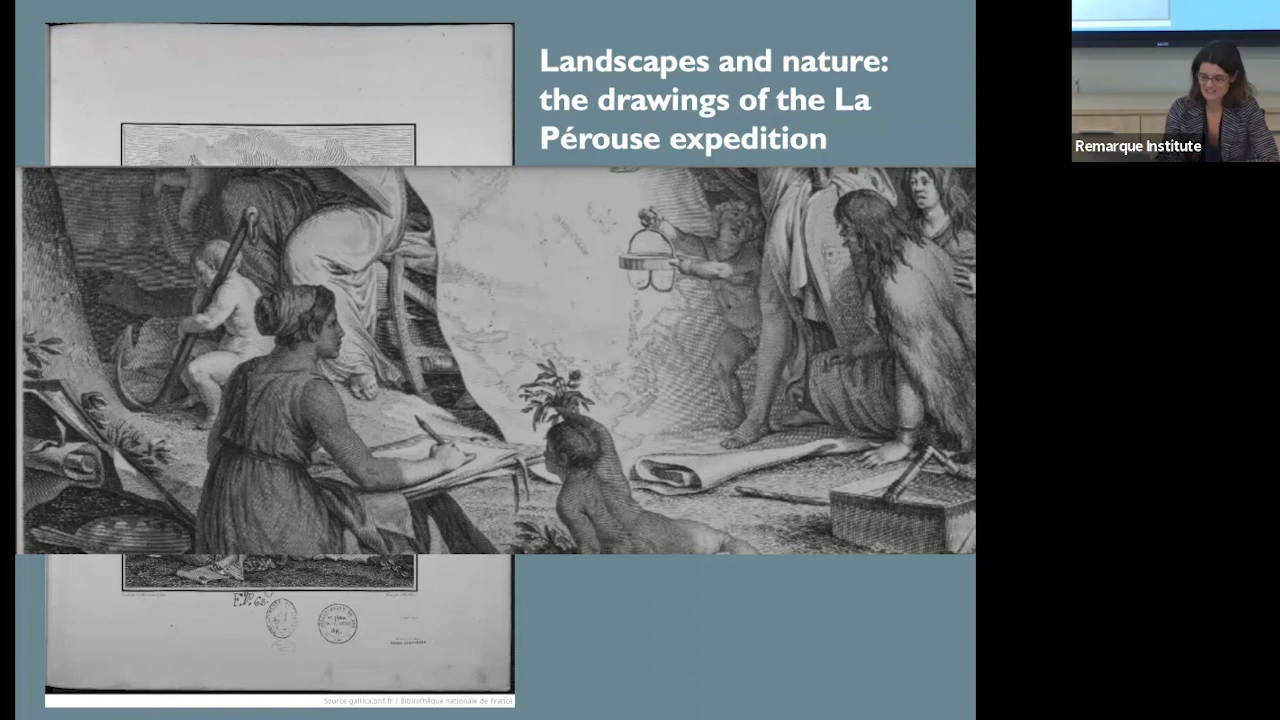 Landscapes and nature:
the drawings of the La
Pérouse expedition
Remarque Institute
Source gallica.bnf.fr / Bibliothèque nationale de France